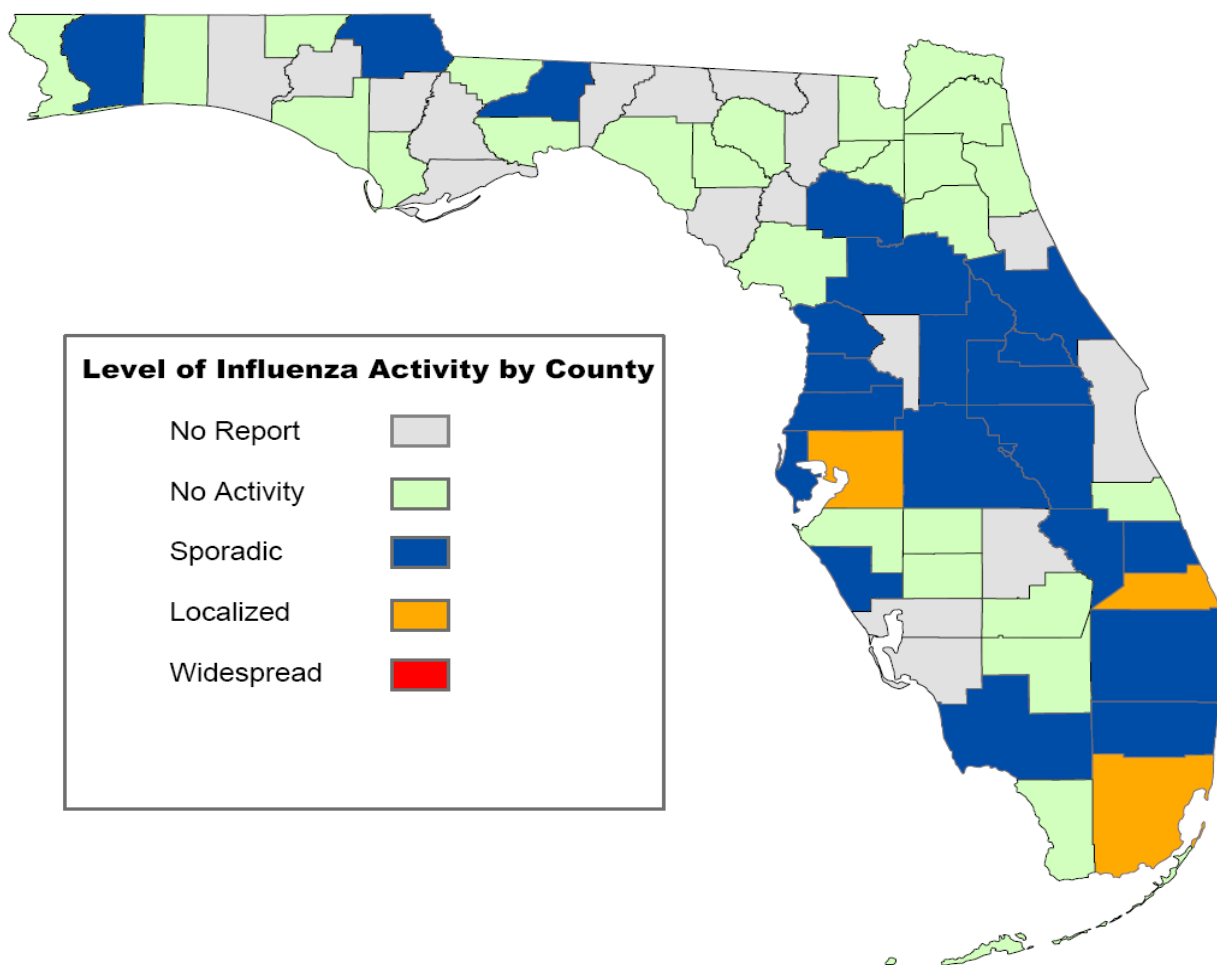 Level of Influenza Activity by County
No Report
No Activity
Sporadic
Localized
Widespread